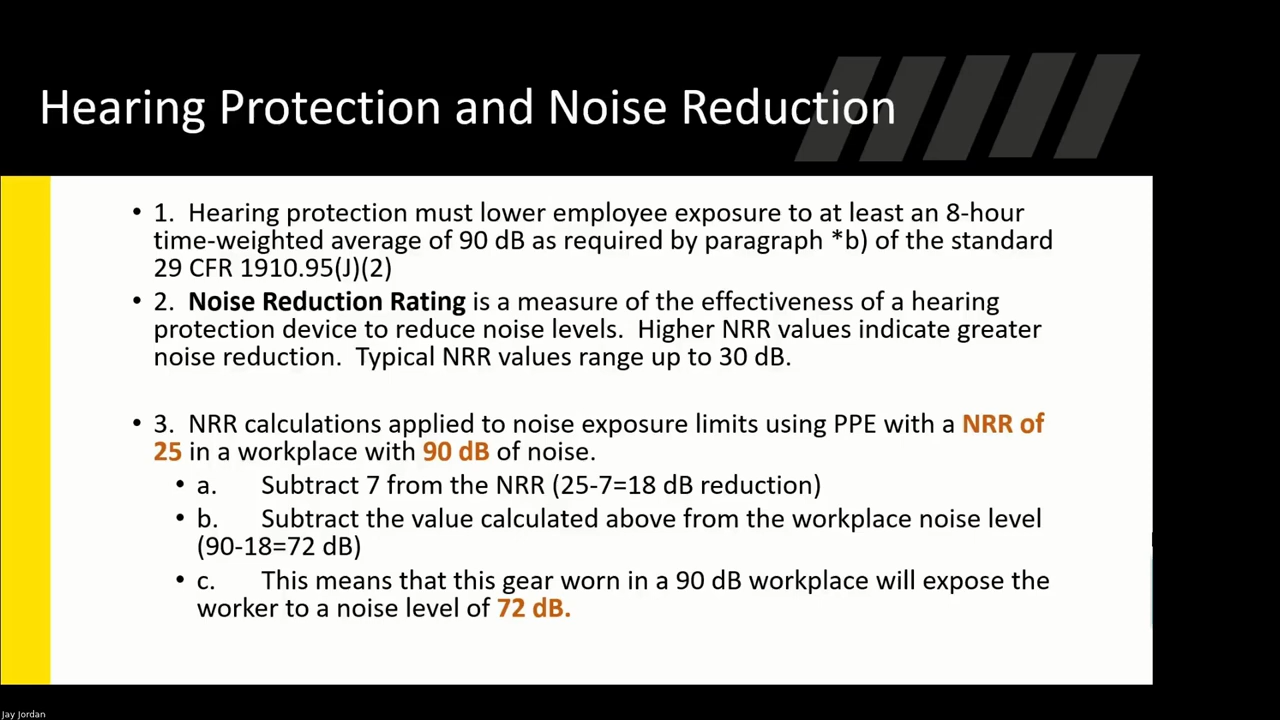 Hearing Protection and Noise Reduction
• 1. Hearing protection must lower employee exposure to at least an 8-hour
time-weighted average of 90 dB as required by paragraph *b) of the standard
29 CFR 1910.95(J)(2)
• 2. Noise Reduction Rating is a measure of the effectiveness of a hearing
protection device to reduce noise levels. Higher NRR values indicate greater
noise reduction. Typical NRR values range up to 30 dB.
• 3. NRR calculations applied to noise exposure limits using PPE with a NRR of
25 in a workplace with 90 dB of noise.
• a. Subtract 7 from the NRR (25-7=18 dB reduction)
• b. Subtract the value calculated above from the workplace noise level
(90-18=72 dB)
• c. This means that this gear worn in a 90 dB workplace will expose the
worker to a noise level of 72 dB.
Jay Jordan